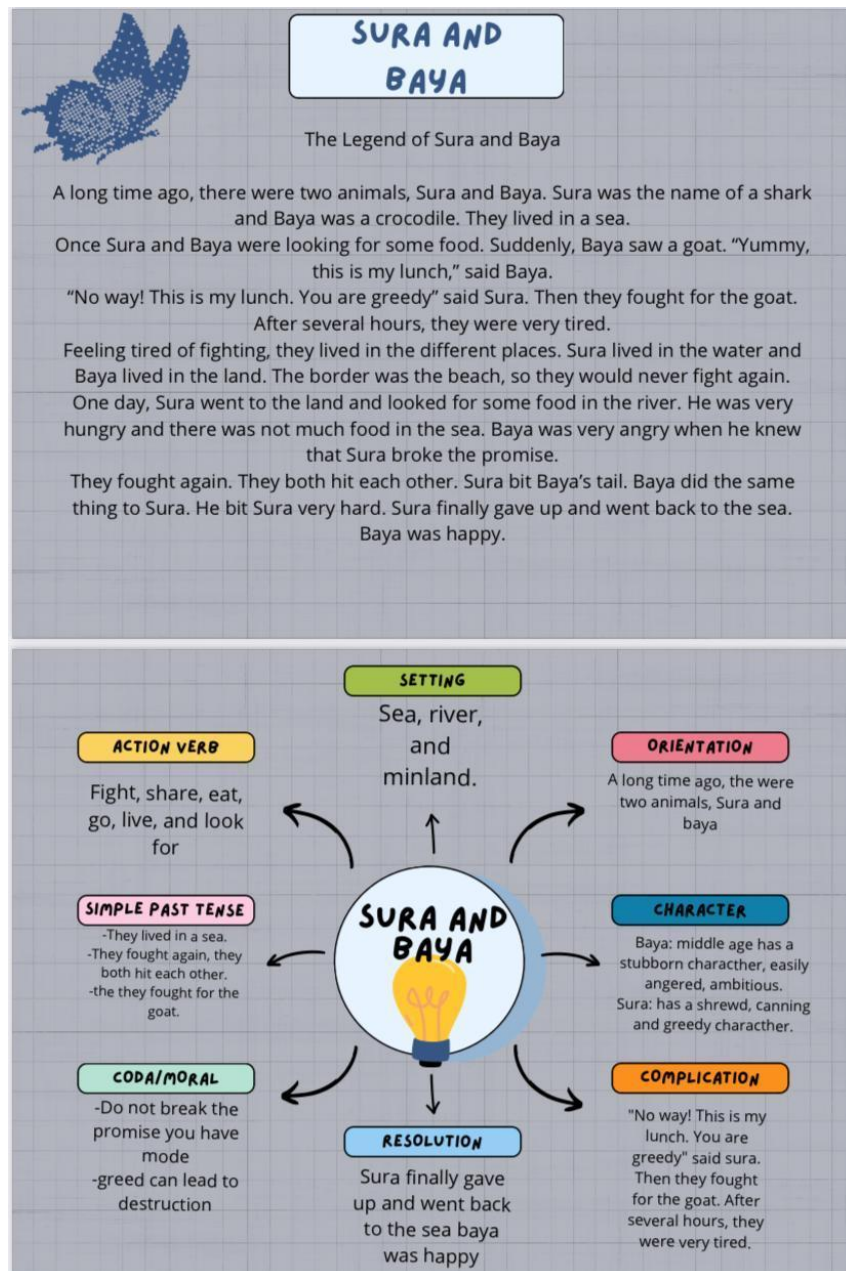 SURA AND
BAYA
The Legend of Sura and Baya
A long time ago, there were two animals, Sura and Baya. Sura was the name of a shark
and Baya was a crocodile. They lived in a sea.
Once Sura and Baya were looking for some food. Suddenly, Baya saw a goat. “Yummy,
this is my lunch,” said Baya.
“No way! This is my lunch. You are greedy” said Sura. Then they fought for the goat.
After several hours, they were very tired.
Feeling tired of fighting, they lived in the different places. Sura lived in the water and
Baya lived in the land. The border was the beach, so they would never fight again.
One day, Sura went to the land and looked for some food in the river. He was very
hungry and there was not much food in the sea. Baya was very angry when he knew
that Sura broke the promise.
They fought again. They both hit each other. Sura bit Baya’s tail. Baya did the same
thing to Sura. He bit Sura very hard. Sura finally gave up and went back to the sea.
Baya was happy.
SETTING
Sea, river,
and
minland.
ACTION VERB
Fight, share, eat,
go, live, and look
for
ORIENTATION
A long time ago, the were
two animals, Sura and
baya
SIMPLE PAST TENSE
-They lived in a sea.
-They fought again, they
both hit each other.
-the they fought for the
goat.
SURA AND
BAYA
CHARACTER
Baya: middle age has a
stubborn characther, easily
angered, ambitious.
Sura: has a shrewd, canning
and greedy characther.
CODA/MORAL
-Do not break the
promise you have
mode
-greed can lead to
destruction
RESOLUTION
Sura finally gave
up and went back
to the sea baya
was happy
COMPLICATION
"No way! This is my
lunch. You are
greedy" said sura.
Then they fought
for the goat. After
several hours, they
were very tired.